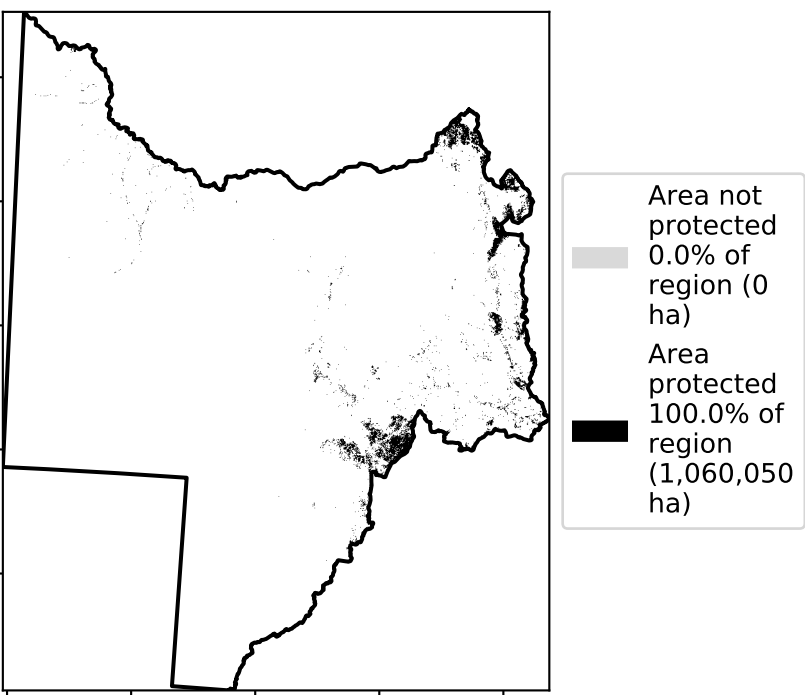 Area not
protected
0.0% of
region (0
ha)
Area
protected
100.0% of
region
(1,060,050
ha)